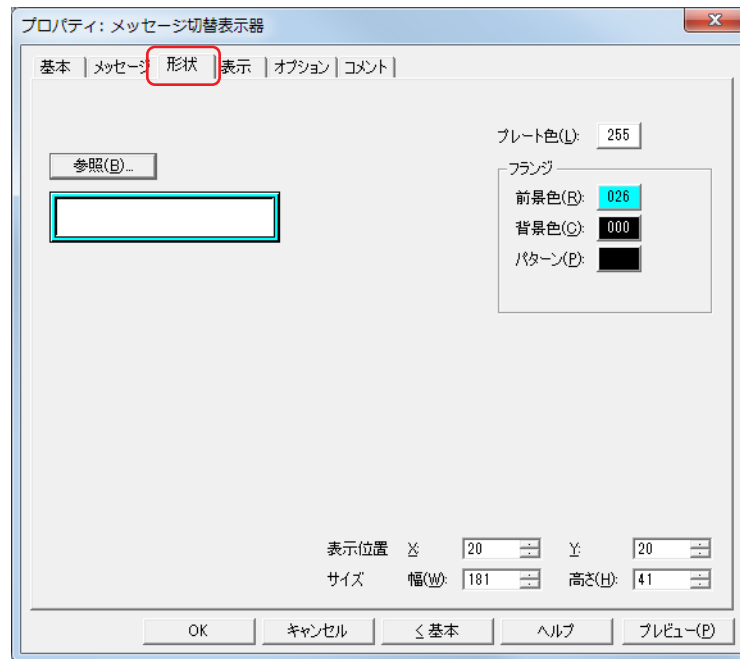 プロパティ: メッセージ切替表示器
基本 メッセージ 形状 表示 オプション コメント
プレート色(L): 255
参照(B)...
フランジ
前景色(R): 026
背景色(C): 000
パターン(P):
表示位置 X: 20 Y: 20
サイズ 幅(W): 181 高さ(H): 41
OK キャンセル < 基本 ヘルプ プレビュー(P)